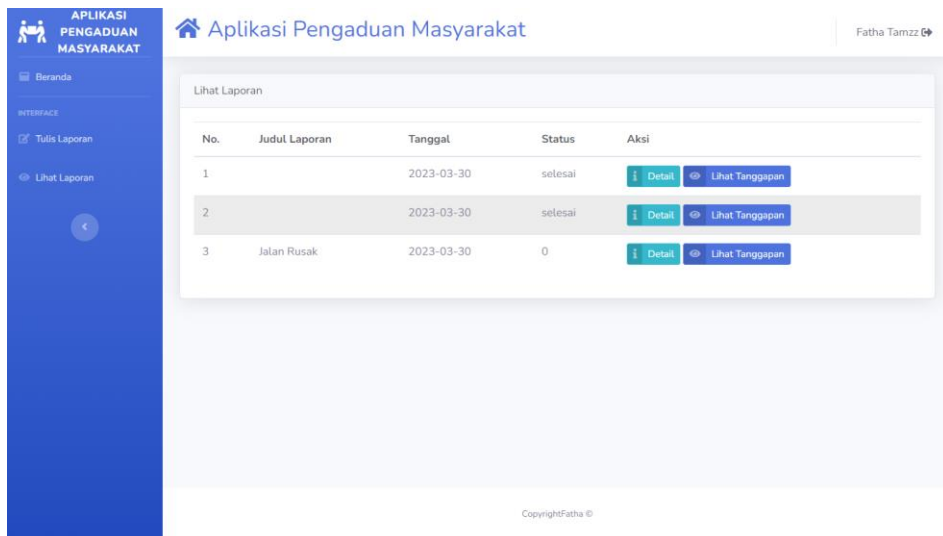 APLIKASI
PENGADUAN
MASYARAKAT
Aplikasi Pengaduan Masyarakat
Fatha Tamzz
Beranda
INTERFACE
Tulis Laporan
Lihat Laporan
Lihat Laporan
No. Judul Laporan Tanggal Status Aksi
1 2023-03-30 selesai Detail Lihat Tanggapan
2 2023-03-30 selesai Detail Lihat Tanggapan
3 Jalan Rusak 2023-03-30 0 Detail Lihat Tanggapan
CopyrightFatha ©